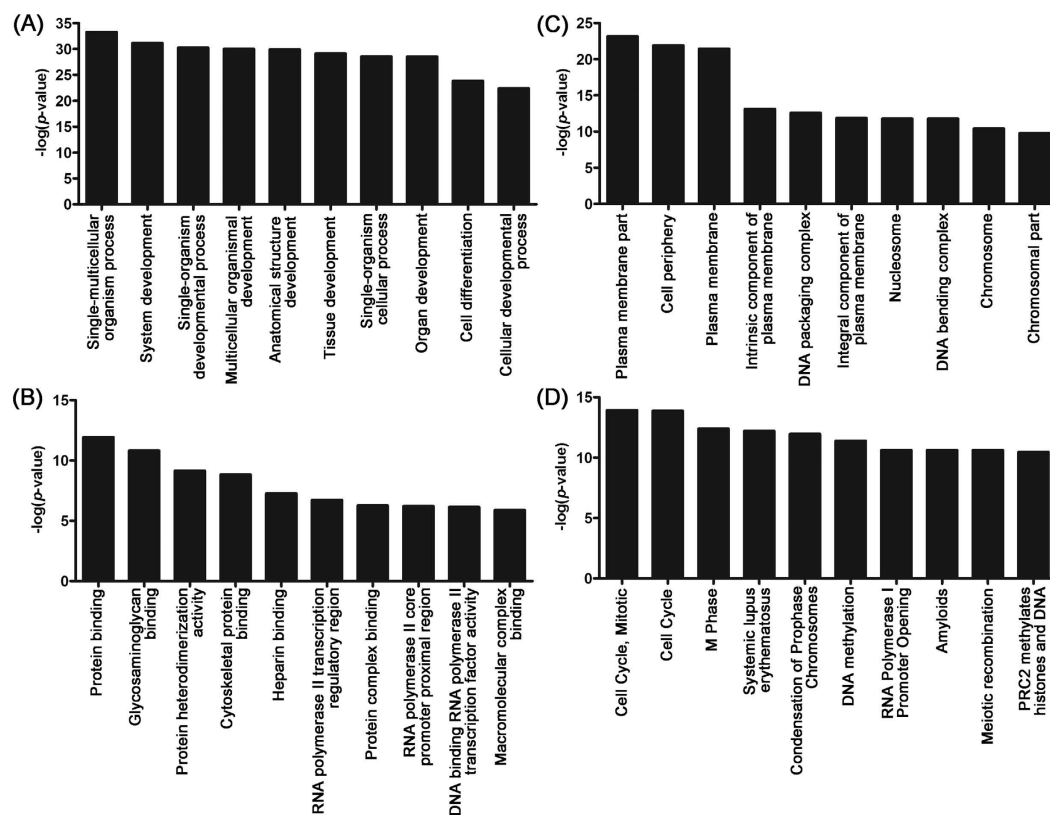 (A)
35
30
25
20
15
10
5
0
-log(p-value)
Single-multicellular
organism process
System development
Single-organism
developmental process
Multicellular organismal
development
Anatomical structure
development
Tissue development
Single-organism
cellular process
Organ development
Cell differentiation
Cellular developmental
process
(C)
25
20
15
10
5
0
-log(p-value)
Plasma membrane part
Cell periphery
Plasma membrane
Intrinsic component of
plasma membrane
DNA packaging complex
Integral component of
plasma membrane
Nucleosome
DNA bending complex
Chromosome
Chromosomal part
(B)
15
10
5
0
-log(p-value)
Protein binding
Glycosaminoglycan
binding
Protein heterodimerization
activity
Cytoskeletal protein
binding
Heparin binding
RNA polymerase II transcription
regulatory region
Protein complex binding
RNA polymerase II core
promoter proximal region
DNA binding RNA polymerase II
transcription factor activity
Macromolecular complex
binding
(D)
15
10
5
0
-log(p-value)
Cell Cycle, Mitotic
Cell Cycle
M Phase
Systemic lupus
erythematosus
Condensation of Prophase
Chromosomes
DNA methylation
RNA Polymerase I
Promoter Opening
Amyloids
Meiotic recombination
PRC2 methylates
histones and DNA